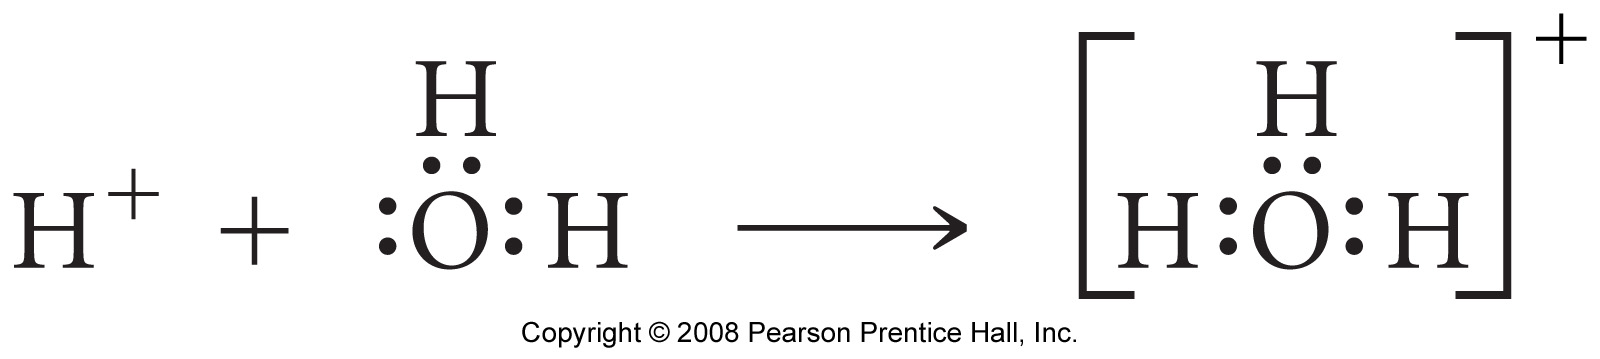 H
H
H⁺ + :Ö:H ⟶ [H:Ö:H]⁺
Copyright © 2008 Pearson Prentice Hall, Inc.